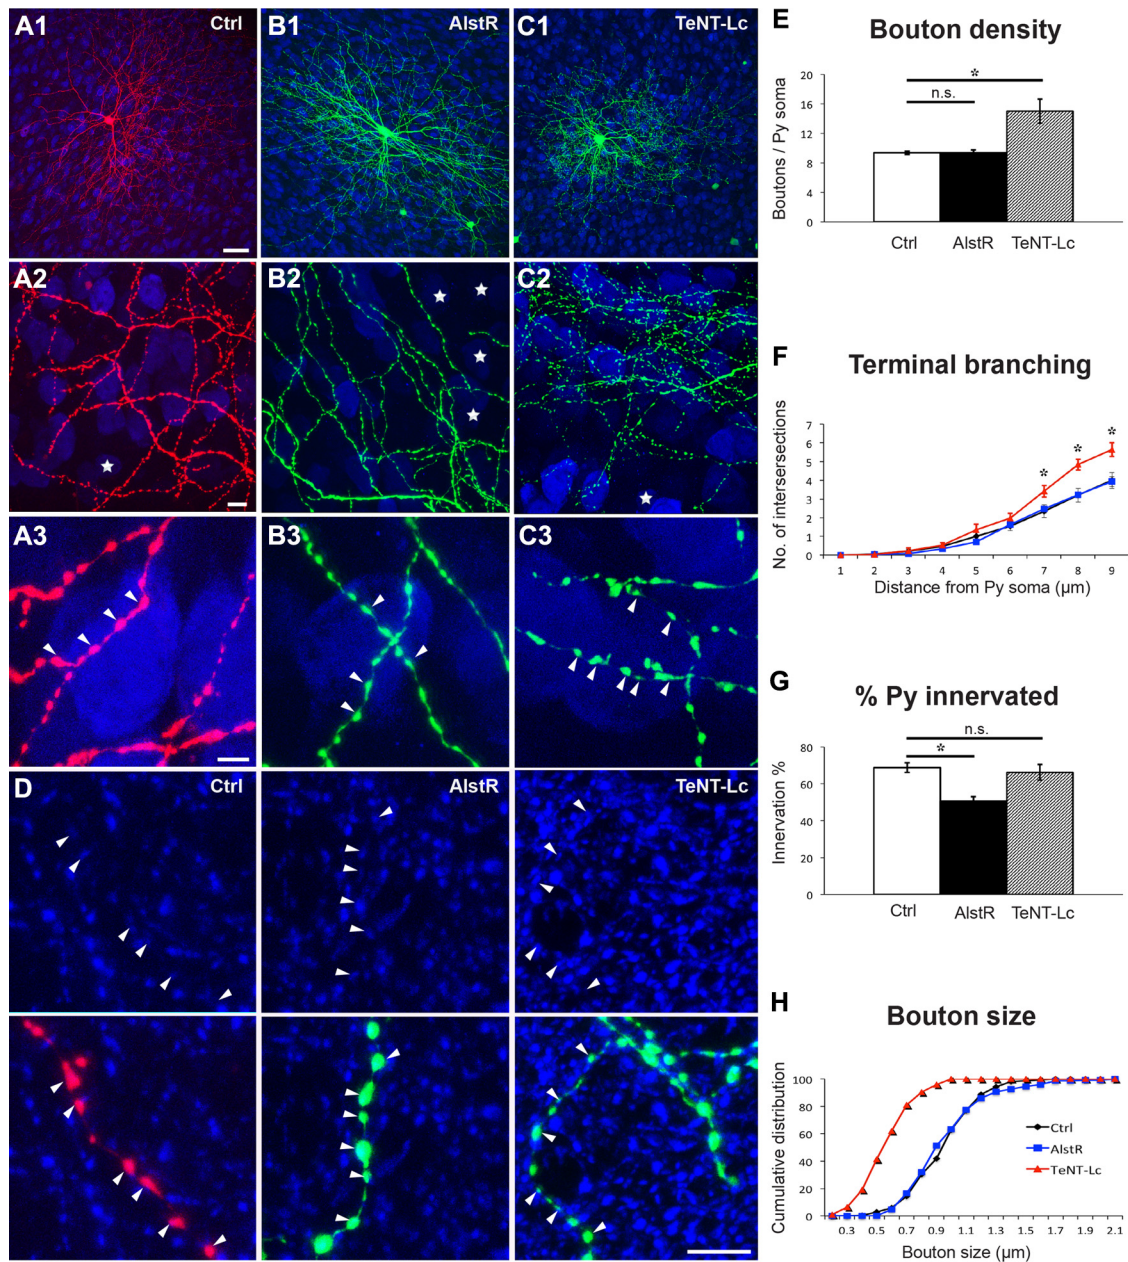 A1 Ctrl
B1 AlstR
C1 TeNT-Lc
A2
B2
C2
A3
B3
C3
D Ctrl
AlstR
TeNT-Lc
E
Bouton density
Boutons / Py soma
20
16
12
8
4
0
*
n.s.
Ctrl AlstR TeNT-Lc
F
Terminal branching
No. of intersersections
7
6
5
4
3
2
1
0
* * *
1 2 3 4 5 6 7 8 9
Distance from Py soma (µm)
G
% Py innervated
Innervation %
80
60
40
20
0
n.s.
*
Ctrl AlstR TeNT-Lc
H
Bouton size
Cumulative distribution
100
80
60
40
20
0
Ctrl
AlstR
TeNT-Lc
0.3 0.5 0.7 0.9 1.1 1.3 1.5 1.7 1.9 2.1
Bouton size (µm)